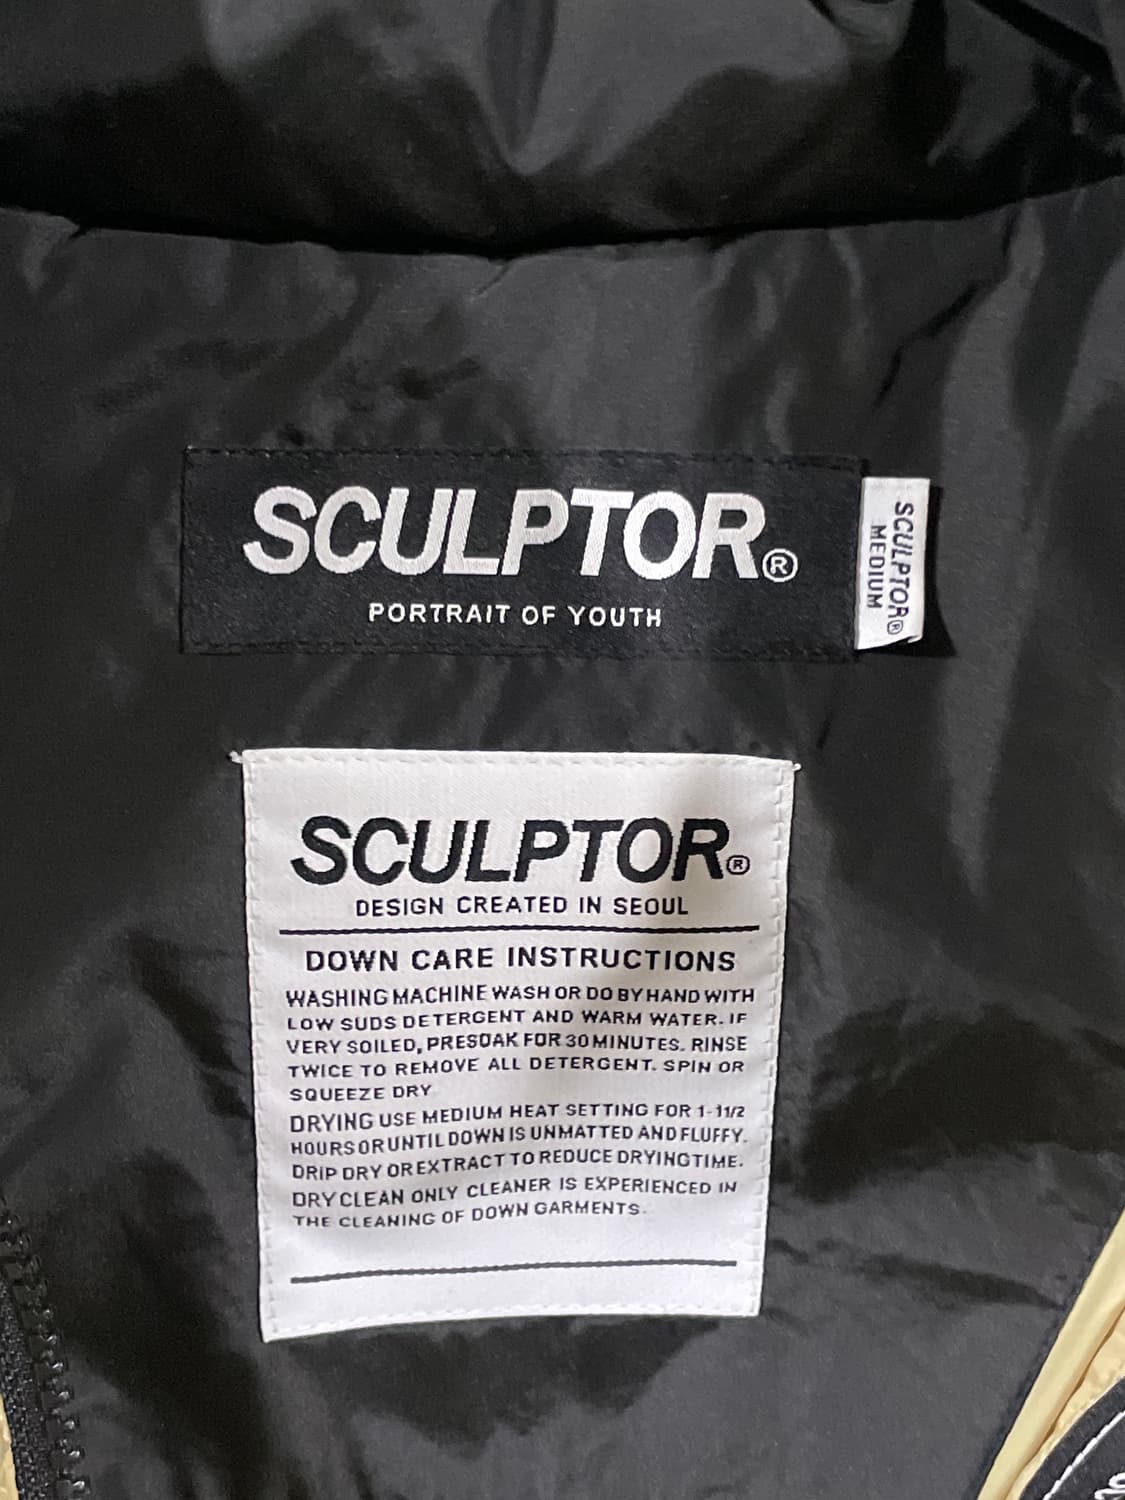 SCULPTOR®
PORTRAIT OF YOUTH
SCULPTOR®
MEDIUM
SCULPTOR®
DESIGN CREATED IN SEOUL
DOWN CARE INSTRUCTIONS
WASHING MACHINE WASH OR DO BY HAND WITH
LOW SUDS DETERGENT AND WARM WATER. IF
VERY SOILED, PRESOAK FOR 30 MINUTES. RINSE
TWICE TO REMOVE ALL DETERGENT. SPIN OR
SQUEEZE DRY
DRYING USE MEDIUM HEAT SETTING FOR 1-11/2
HOURS OR UNTIL DOWN IS UNMATTED AND FLUFFY.
DRIP DRY OR EXTRACT TO REDUCE DRYING TIME.
DRY CLEAN ONLY CLEANER IS EXPERIENCED IN
THE CLEANING OF DOWN GARMENTS.